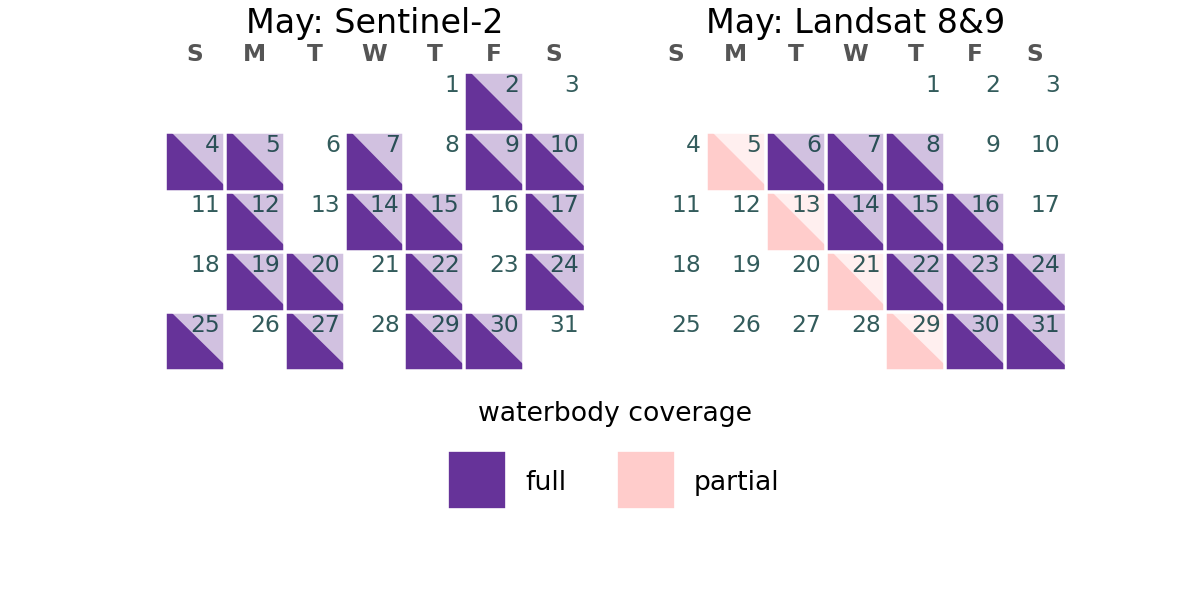 May: Sentinel-2
S M T W T F S
1 2 3
4 5 6 7 8 9 10
11 12 13 14 15 16 17
18 19 20 21 22 23 24
25 26 27 28 29 30 31
May: Landsat 8&9
S M T W T F S
1 2 3
4 5 6 7 8 9 10
11 12 13 14 15 16 17
18 19 20 21 22 23 24
25 26 27 28 29 30 31
waterbody coverage
full
partial